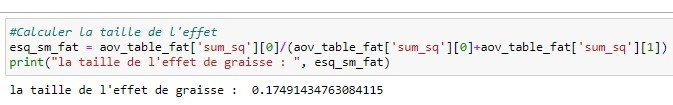 #Calculer la taille de l'effet
esq_sm_fat = aov_table_fat['sum_sq'][0]/(aov_table_fat['sum_sq'][0]+aov_table_fat['sum_sq'][1])
print("la taille de l'effet de graisse : ", esq_sm_fat)
la taille de l'effet de graisse :  0.17491434763084115